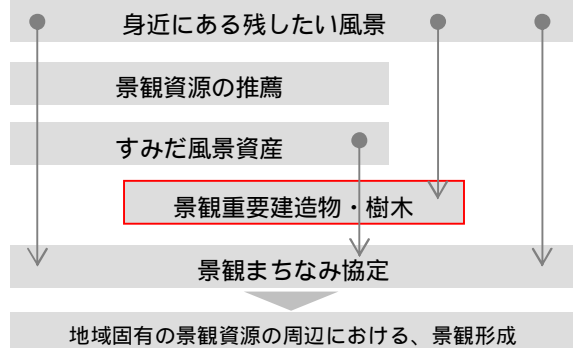 身近にある残したい風景
景観資源の推薦
すみだ風景資産
景観重要建造物・樹木
景観まちなみ協定
地域固有の景観資源の周辺における、景観形成